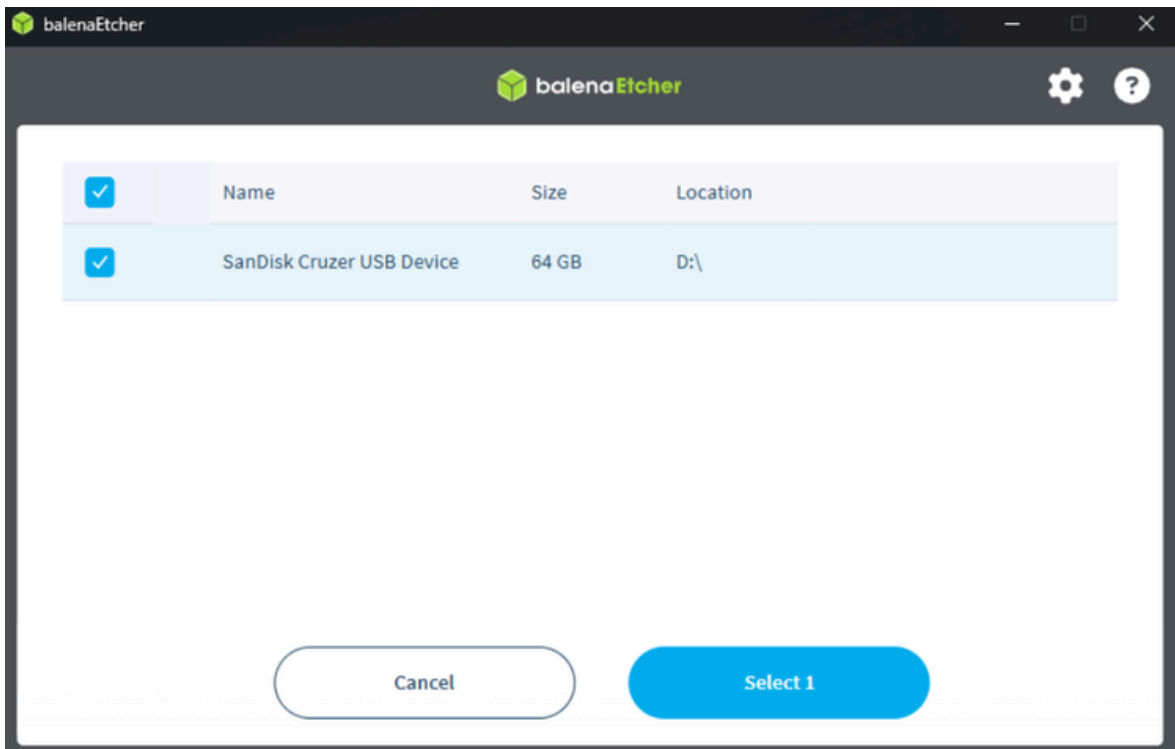 balenaEtcher
balenaEtcher
?
Name Size Location
SanDisk Cruzer USB Device 64 GB D:\
Cancel Select 1